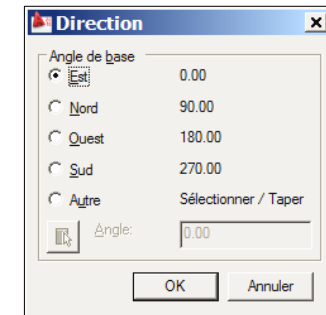 Direction
Angle de base
Est 0.00
Nord 90.00
Ouest 180.00
Sud 270.00
Autre Sélectionner / Taper
Angle: 0.00
OK Annuler